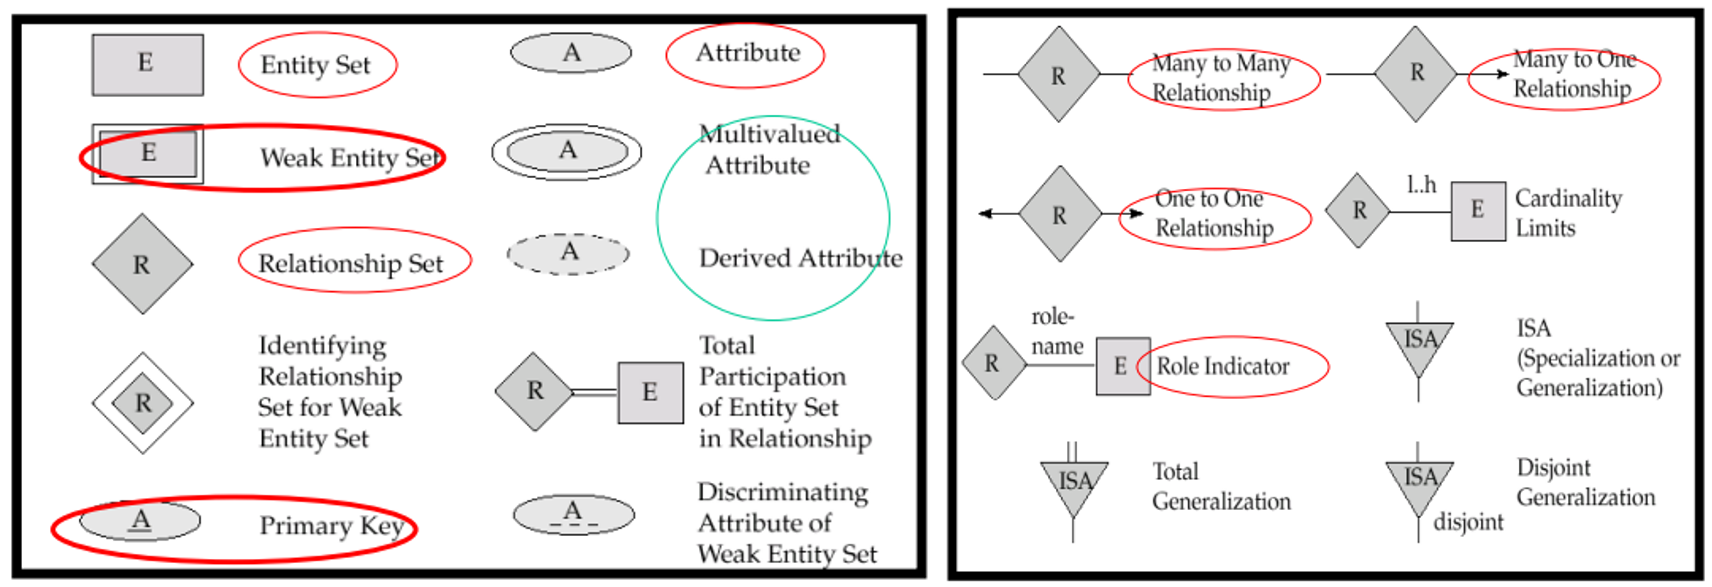 E
Entity Set
A
Attribute
E
Weak Entity Set
A
Multivalued
Attribute
R
Relationship Set
A
Derived Attribute
R
Identifying
Relationship
Set for Weak
Entity Set
R
E
Total
Participation
of Entity Set
in Relationship
A
Primary Key
A
Discriminating
Attribute of
Weak Entity Set
R
Many to Many
Relationship
R
Many to One
Relationship
R
One to One
Relationship
R
l..h
E
Cardinality
Limits
R
role-
name
E
Role Indicator
ISA
ISA
(Specialization or
Generalization)
ISA
Total
Generalization
ISA
disjoint
Disjoint
Generalization